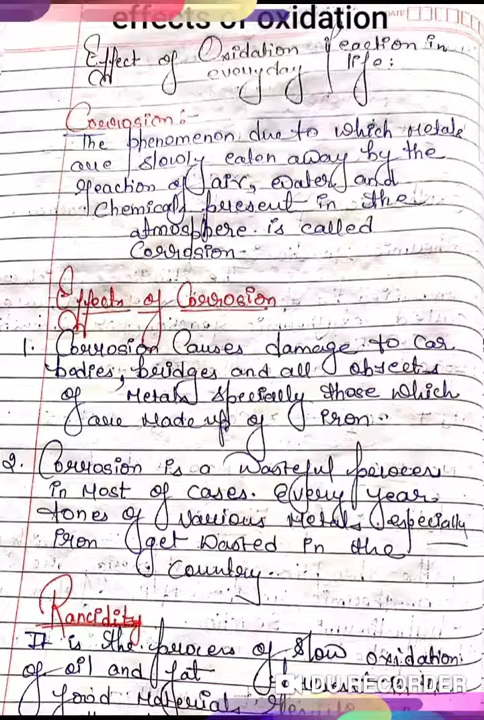 effects of oxidation
DATE
Effect of Oxidation Reaction in
everyday life:
Corrosion:-
The phenomenon due to which Metals
are slowly eaten away by the
reaction of air, water and
Chemicals present in the
atmosphere is called
Corrosion-
Effects of Corrosion
1. Corrosion Causes damage to Car
bodies, bridges and all objects
of Metals specially those which
are Made up of Iron.
2. Corrosion is a Wasteful process
in Most of cases. Every year
tones of various Metals especially
Iron get Wasted in the
Country.
Rancidity
It is the process of slow oxidation
of oil and fat
food Materials
DU RECORDER